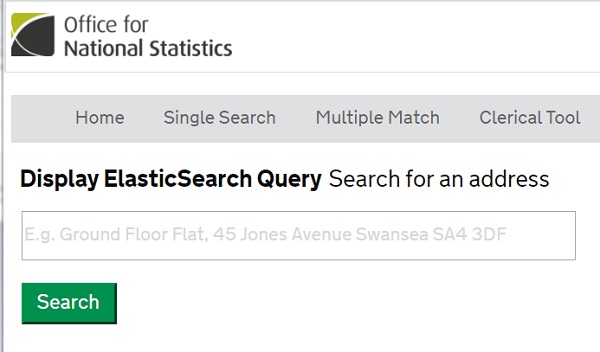 Office for
National Statistics
Home Single Search Multiple Match Clerical Tool
Display ElasticSearch Query Search for an address
E.g. Ground Floor Flat, 45 Jones Avenue Swansea SA4 3DF
Search